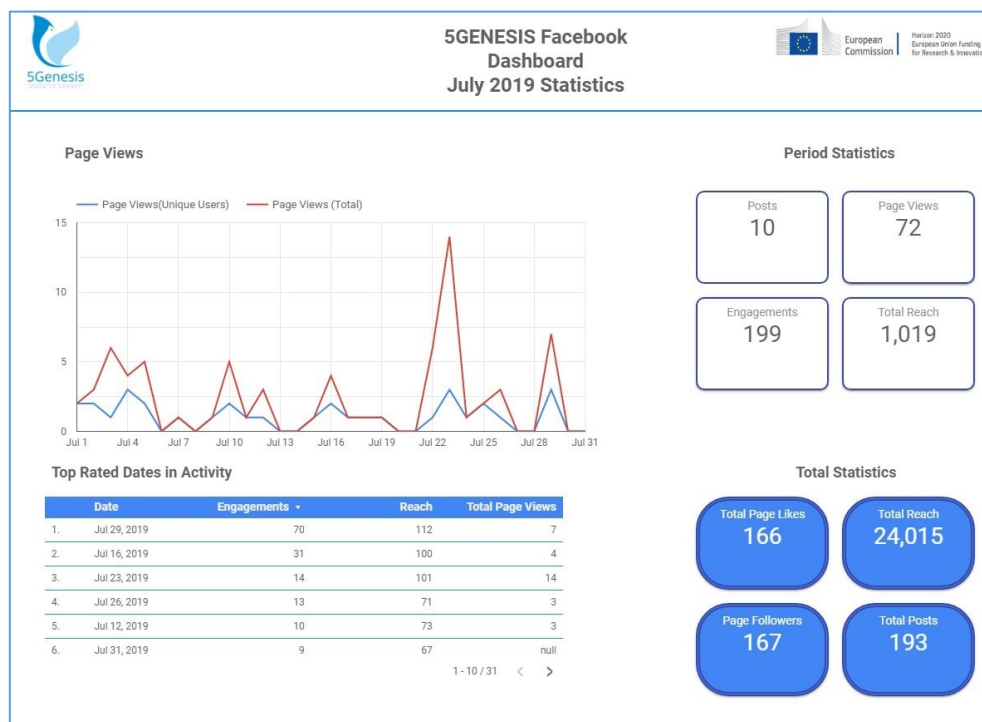 5GENESIS Facebook
Dashboard
July 2019 Statistics
5Genesis
European
Commission
Horizon 2020
European Union funding
for Research & Innovatio
Page Views
Page Views(Unique Users)
Page Views (Total)
15
10
5
0
Jul 1
Jul 4
Jul 7
Jul 10
Jul 13
Jul 16
Jul 19
Jul 22
Jul 25
Jul 28
Jul 31
Period Statistics
Posts
10
Page Views
72
Engagements
199
Total Reach
1,019
Top Rated Dates in Activity
Date Engagements Reach Total Page Views
1. Jul 29, 2019 70 112 7
2. Jul 16, 2019 31 100 4
3. Jul 23, 2019 14 101 14
4. Jul 26, 2019 13 71 3
5. Jul 12, 2019 10 73 3
6. Jul 31, 2019 9 67 null
1 - 10 / 31
Total Statistics
Total Page Likes
166
Total Reach
24,015
Page Followers
167
Total Posts
193